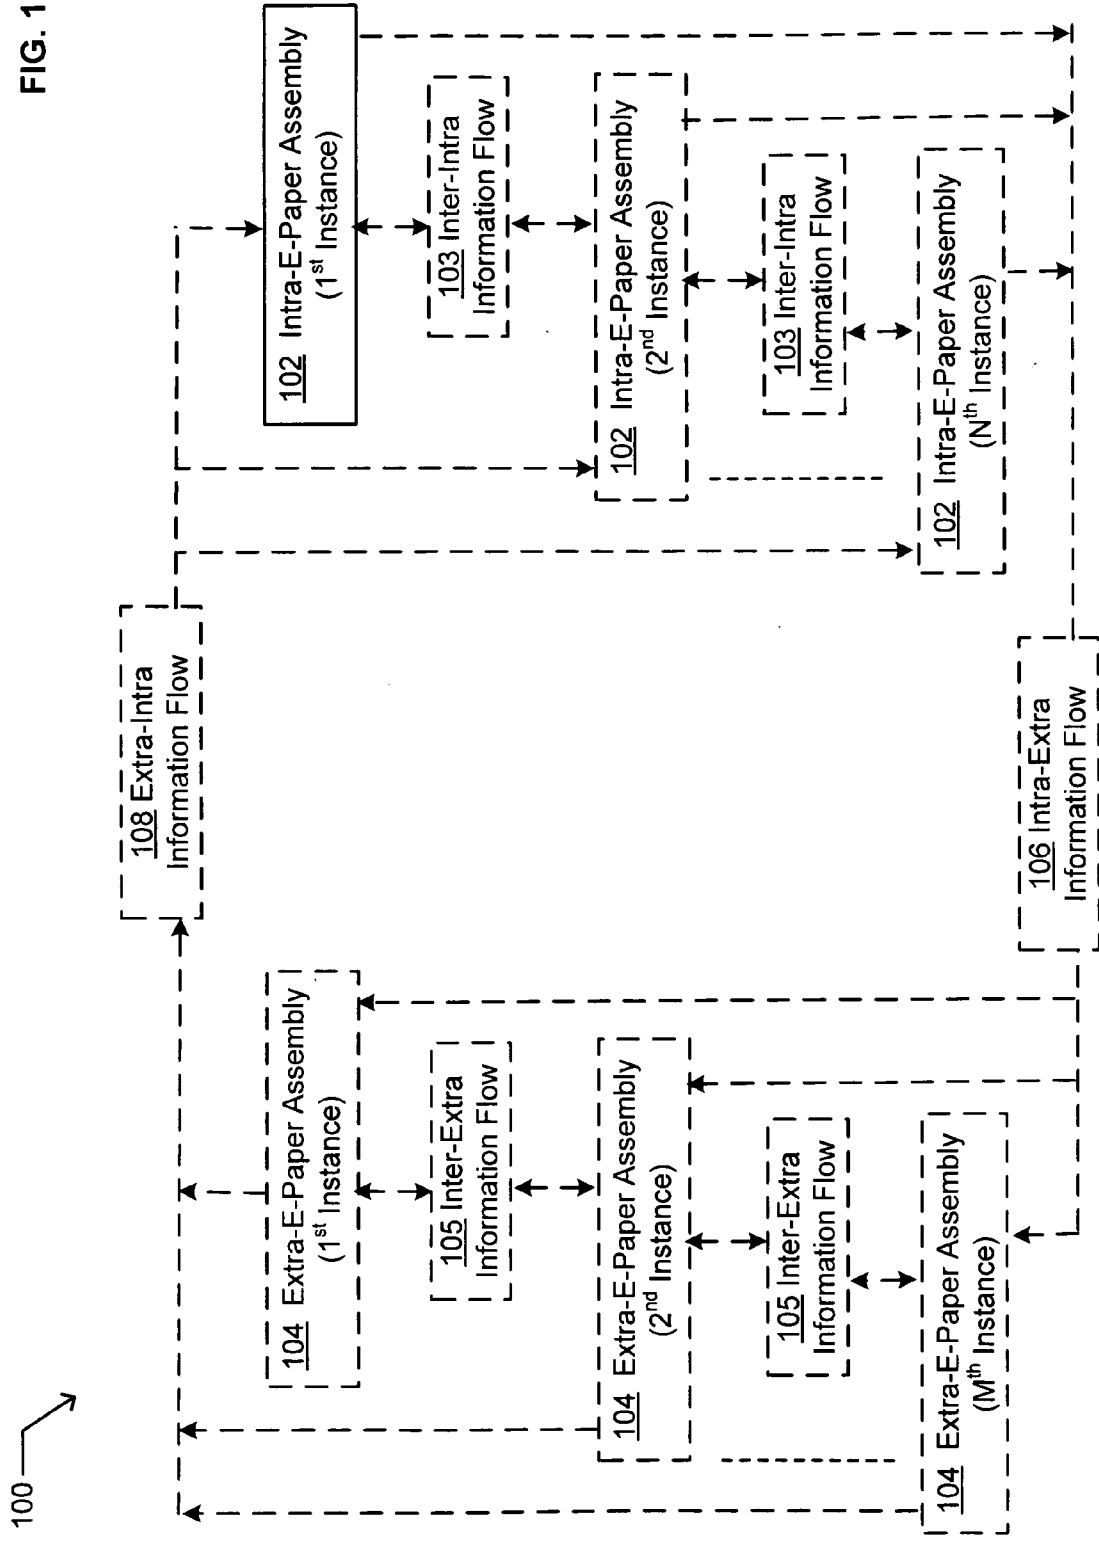 FIG. 1
100
108 Extra-Intra
Information Flow
104 Extra-E-Paper Assembly
(1st Instance)
102 Intra-E-Paper Assembly
(1st Instance)
105 Inter-Extra
Information Flow
103 Inter-Intra
Information Flow
104 Extra-E-Paper Assembly
(2nd Instance)
102 Intra-E-Paper Assembly
(2nd Instance)
105 Inter-Extra
Information Flow
103 Inter-Intra
Information Flow
104 Extra-E-Paper Assembly
(Mth Instance)
102 Intra-E-Paper Assembly
(Nth Instance)
106 Intra-Extra
Information Flow